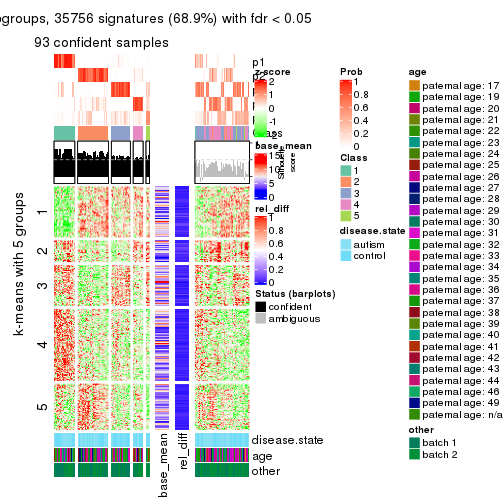 ogroups, 35756 signatures (68.9%) with fdr < 0.05
93 confident samples
p1
z-score
2
1
0
-1
-2
base_mean
15
10
5
0
Silhouette
score
rel_diff
1
0.8
0.6
0.4
0.2
0
Status (barplots)
confident
ambiguous
Prob
1
0.8
0.6
0.4
0.2
0
Class
1
2
3
4
5
disease.state
autism
control
age
paternal age: 17
paternal age: 19
paternal age: 20
paternal age: 21
paternal age: 22
paternal age: 23
paternal age: 24
paternal age: 25
paternal age: 26
paternal age: 27
paternal age: 28
paternal age: 29
paternal age: 30
paternal age: 31
paternal age: 32
paternal age: 33
paternal age: 34
paternal age: 35
paternal age: 36
paternal age: 37
paternal age: 38
paternal age: 39
paternal age: 40
paternal age: 41
paternal age: 42
paternal age: 43
paternal age: 44
paternal age: 46
paternal age: 49
paternal age: n/a
other
batch 1
batch 2
k-means with 5 groups
1
2
3
4
5
base_mean
rel_diff
disease.state
age
other